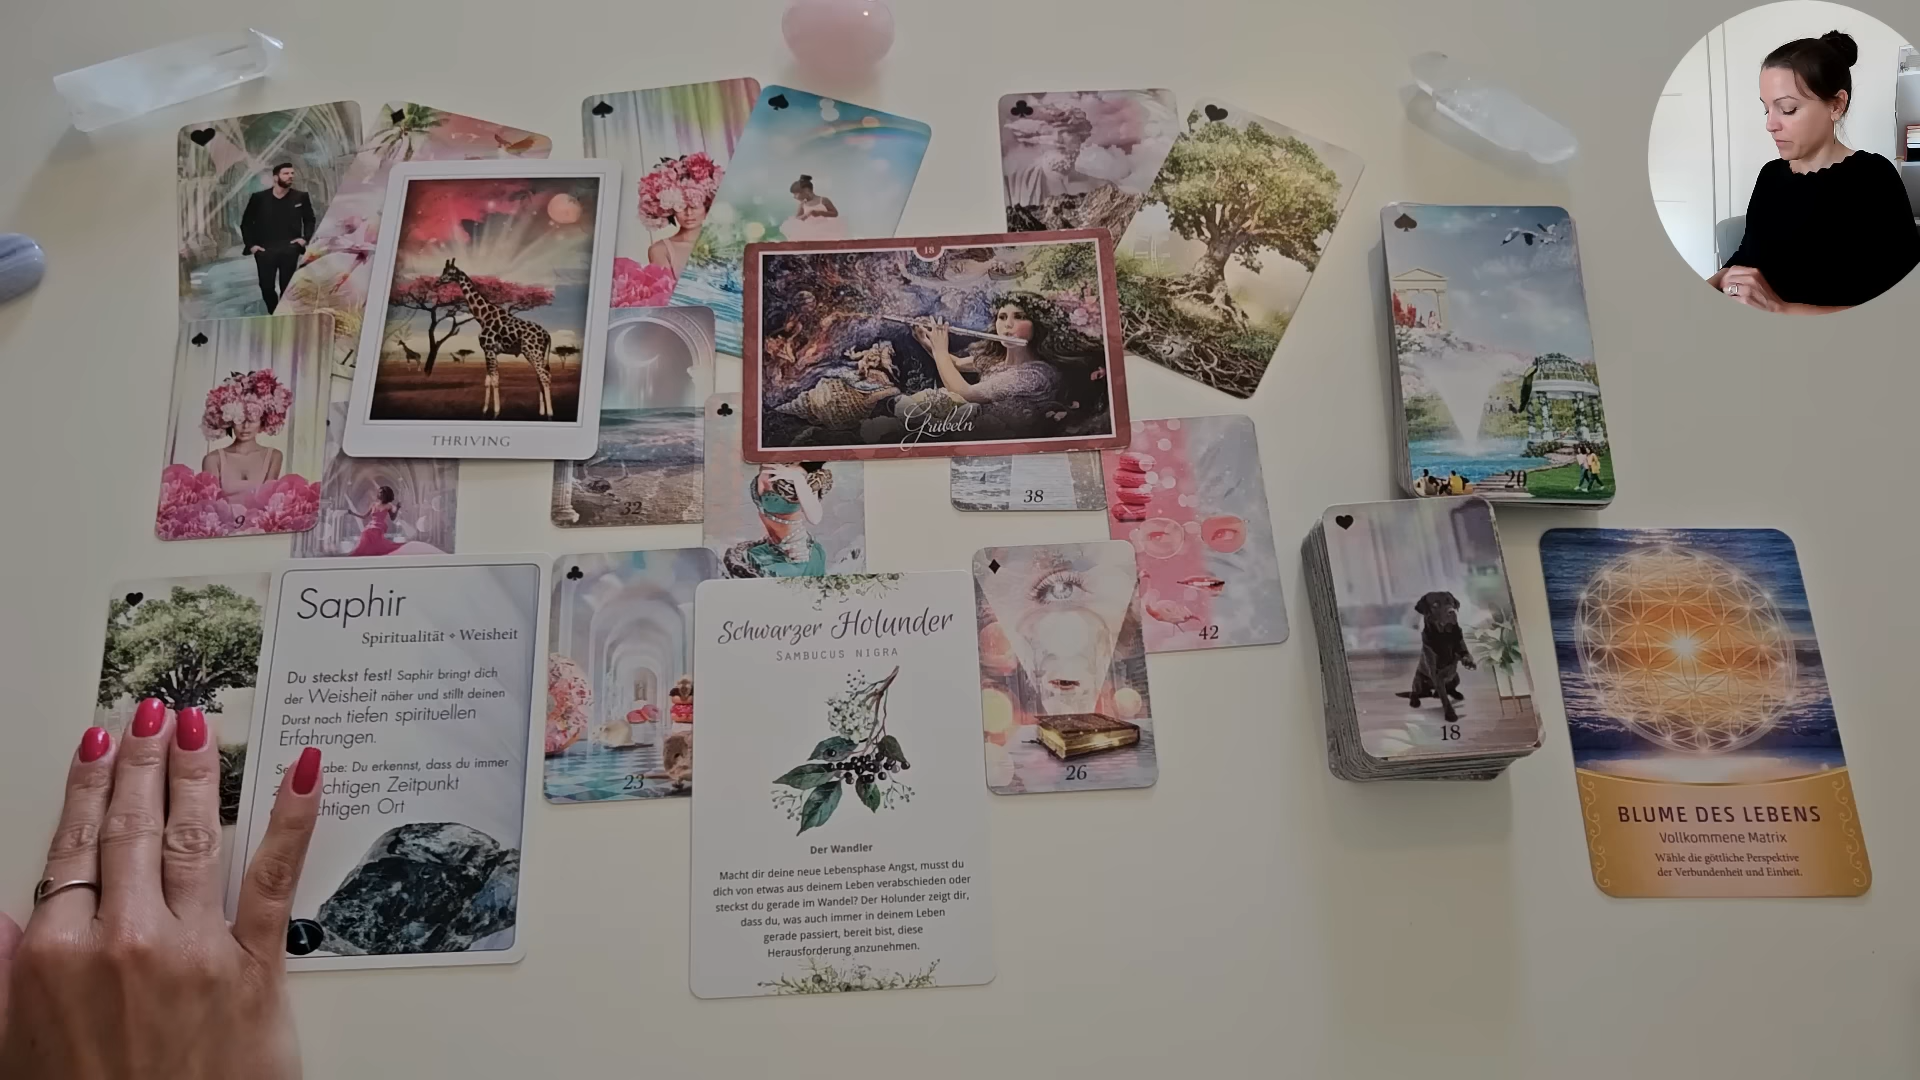 THRIVING
18
Grübeln
5
9
32
38
42
20
18
Saphir
Spiritualität + Weisheit
Du steckst fest! Saphir bringt dich
der Weisheit näher und stillt deinen
Durst nach tiefen spirituellen
Erfahrungen.
abe: Du erkennst, dass du immer
chtigen Zeitpunkt
chtigen Ort
23
Schwarzer Holunder
SAMBUCUS NIGRA
Der Wandler
Macht dir deine neue Lebensphase Angst, musst du
dich von etwas aus deinem Leben verabschieden oder
steckst du gerade im Wandel? Der Holunder zeigt dir,
dass du, was auch immer in deinem Leben
gerade passiert, bereit bist, diese
Herausforderung anzunehmen.
26
BLUME DES LEBENS
Vollkommene Matrix
Wähle die göttliche Perspektive
der Verbundenheit und Einheit.